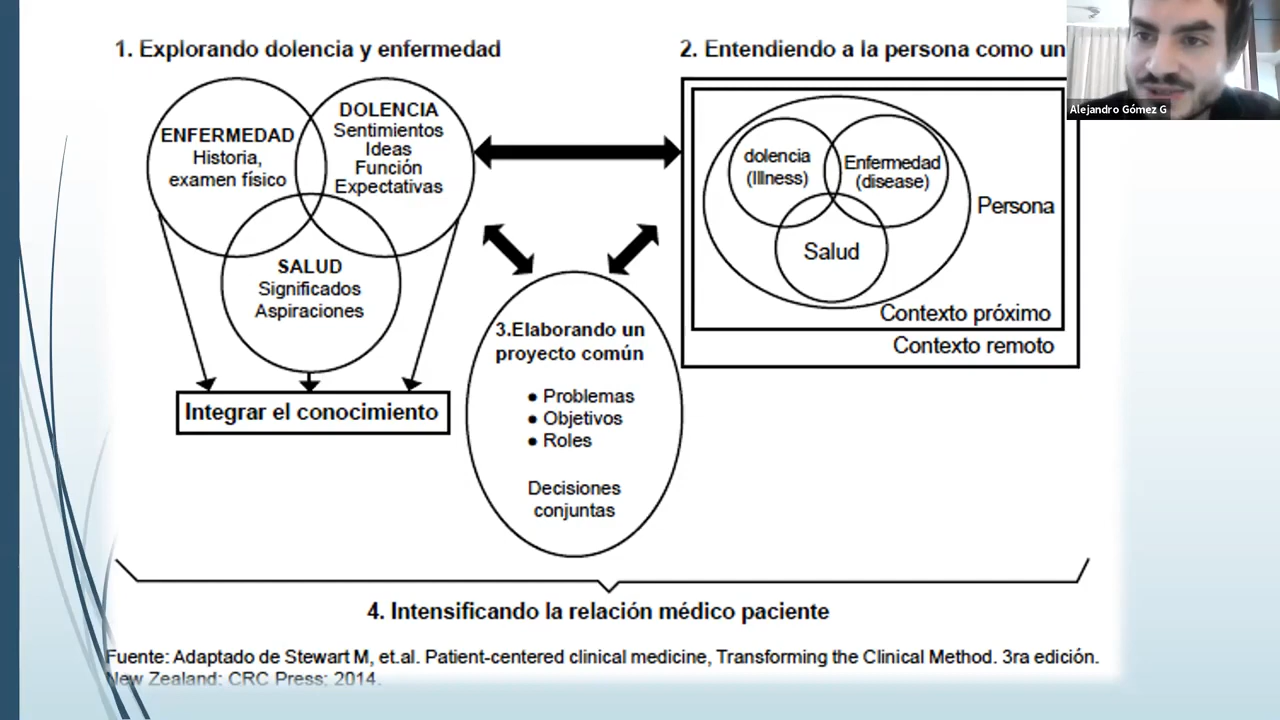 1. Explorando dolencia y enfermedad
ENFERMEDAD
Historia,
examen físico
DOLENCIA
Sentimientos
Ideas
Función
Expectativas
SALUD
Significados
Aspiraciones
Integrar el conocimiento
2. Entendiendo a la persona como un
dolencia
(Illness)
Enfermedad
(disease)
Salud
Persona
Contexto próximo
Contexto remoto
3.Elaborando un
proyecto común
● Problemas
● Objetivos
● Roles
Decisiones
conjuntas
4. Intensificando la relación médico paciente
Fuente: Adaptado de Stewart M, et.al. Patient-centered clinical medicine, Transforming the Clinical Method. 3ra edición.
New Zealand: CRC Press; 2014.
Alejandro Gómez G